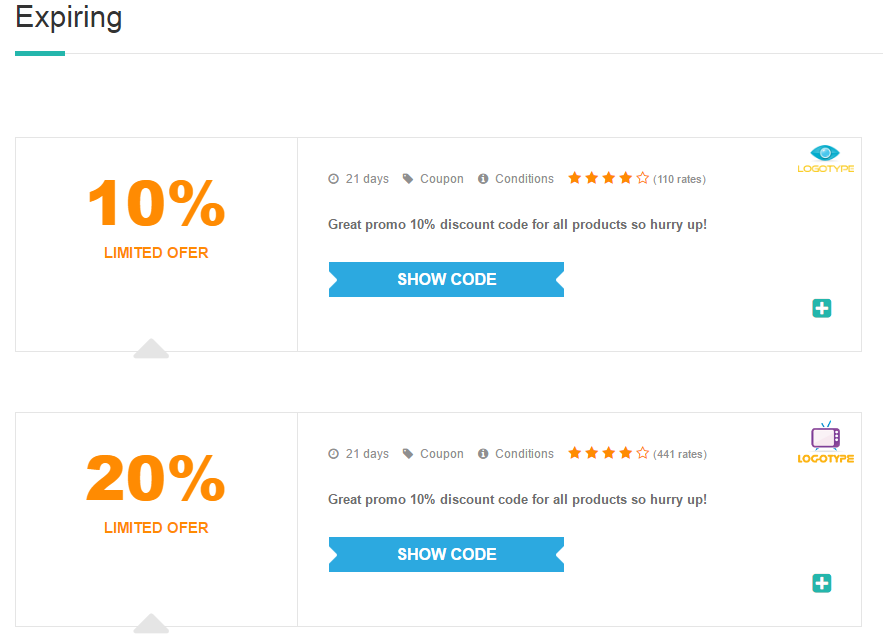 Expiring
10%
LIMITED OFER
21 days Coupon Conditions (110 rates)
LOGOTYPE
Great promo 10% discount code for all products so hurry up!
SHOW CODE
20%
LIMITED OFER
21 days Coupon Conditions (441 rates)
LOGOTYPE
Great promo 10% discount code for all products so hurry up!
SHOW CODE